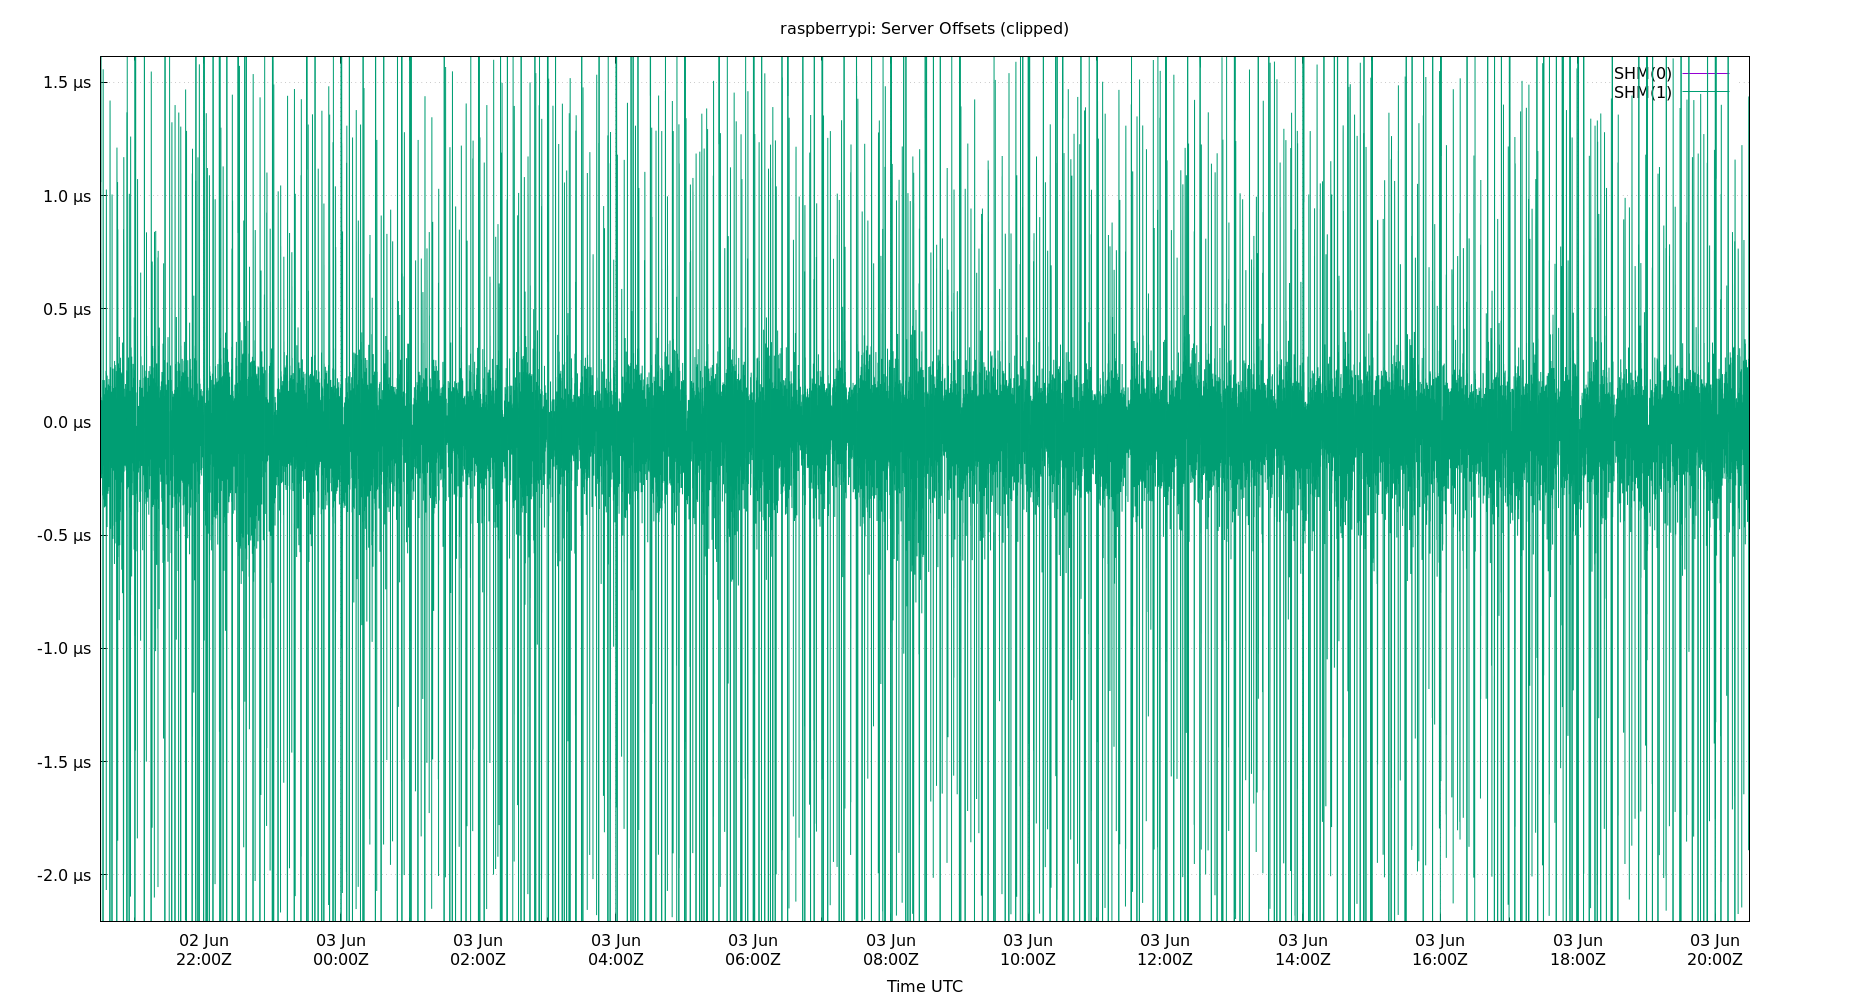 raspberrypi: Server Offsets (clipped)
SHM(0)
SHM(1)
1.5 µs
1.0 µs
0.5 µs
0.0 µs
-0.5 µs
-1.0 µs
-1.5 µs
-2.0 µs
02 Jun 03 Jun 03 Jun 03 Jun 03 Jun 03 Jun 03 Jun 03 Jun 03 Jun 03 Jun 03 Jun 03 Jun
22:00Z 00:00Z 02:00Z 04:00Z 06:00Z 08:00Z 10:00Z 12:00Z 14:00Z 16:00Z 18:00Z 20:00Z
Time UTC